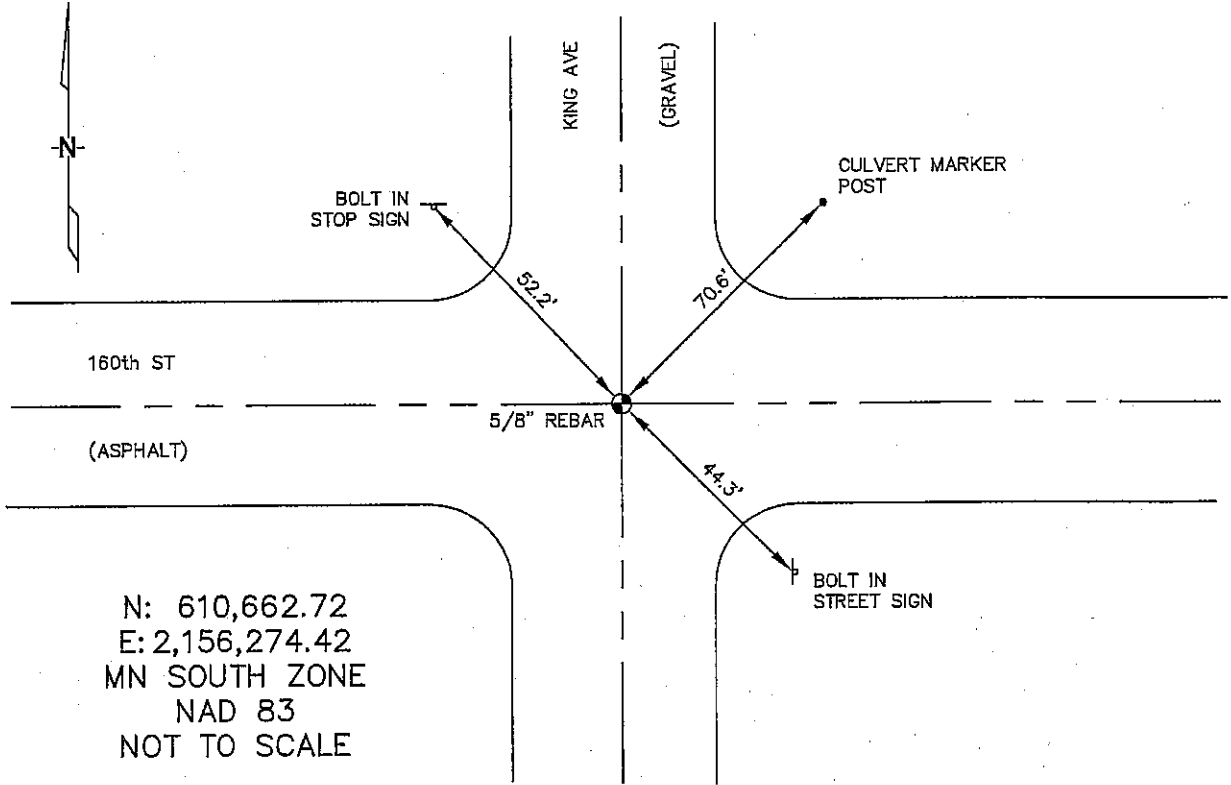 KING AVE
(GRAVEL)
N
BOLT IN
STOP SIGN
CULVERT MARKER
POST
52.2'
70.6'
160th ST
5/8" REBAR
(ASPHALT)
44.3'
BOLT IN
STREET SIGN
N: 610,662.72
E: 2,156,274.42
MN SOUTH ZONE
NAD 83
NOT TO SCALE